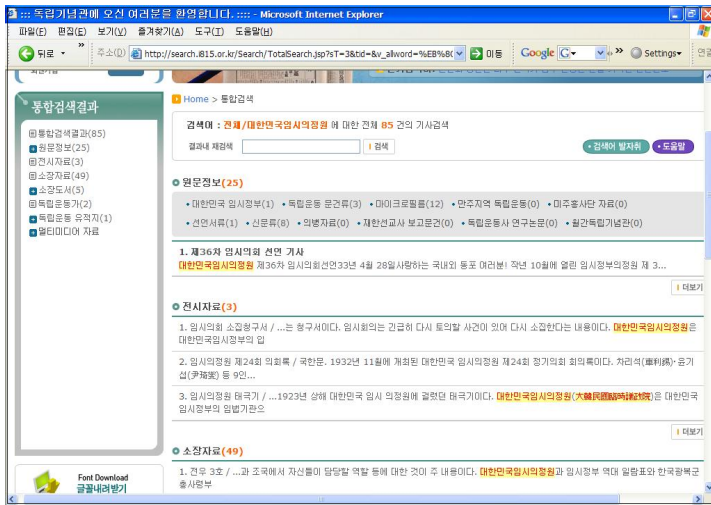 ::: 독립기념관에 오신 여러분을 환영합니다. :::: - Microsoft Internet Explorer
파일(F) 편집(E) 보기(V) 즐겨찾기(A) 도구(T) 도움말(H)
뒤로 » 주소(D) http://search.i815.or.kr/Search/TotalSearch.jsp?sT=3&tid=&v_allword=%EB%8( 이동 Google G » Settings 연결
통합검색결과
통합검색결과(85)
원문정보(25)
전시자료(3)
소장자료(49)
소장도서(5)
독립운동가(2)
독립운동 유적지(1)
멀티미디어 자료
Font Download
글꼴내려받기
Home > 통합검색
검색어 : 전체/대한민국임시의정원 에 대한 전체 85 건의 기사검색
결과내 재검색 검색 검색어 발자취 도움말
원문정보(25)
• 대한민국 임시정부(1) • 독립운동 문건류(3) • 마이크로필름(12) • 만주지역 독립운동(0) • 미주흥사단 자료(0)
• 선언서류(1) • 신문류(8) • 의병자료(0) • 재한선교사 보고문건(0) • 독립운동사 연구논문(0) • 월간독립기념관(0)
1. 제36차 임시의회 선언 기사
대한민국임시의정원 제36차 임시의회선언33년 4월 28일사랑하는 국내외 동포 여러분! 작년 10월에 열린 임시정부의정원 제 3...
더보기
전시자료(3)
1. 임시의회 소집청구서 / ...는 청구서이다. 임시회의는 긴급히 다시 토의할 사건이 있어 다시 소집한다는 내용이다. 대한민국임시의정원은
대한민국임시정부의 입
2. 임시의정원 제24회 의회록 / 국한문. 1932년 11월에 개최된 대한민국 임시의정원 제24회 정기의회 회의록이다. 차리석(車利錫)·윤기
섭(尹琦燮) 등 9인...
3. 임시의정원 태극기 / ...1923년 상해 대한민국 임시 의정원에 걸렸던 태극기이다. 대한민국임시의정원(大韓民國臨時議政院)은 대한민국
임시정부의 입법기관으
더보기
소장자료(49)
1. 전우 3호 / ...과 조국에서 자신들이 담당할 역할 등에 대한 것이 주 내용이다. 대한민국임시의정원과 임시정부 역대 일람표와 한국광복군
총사령부